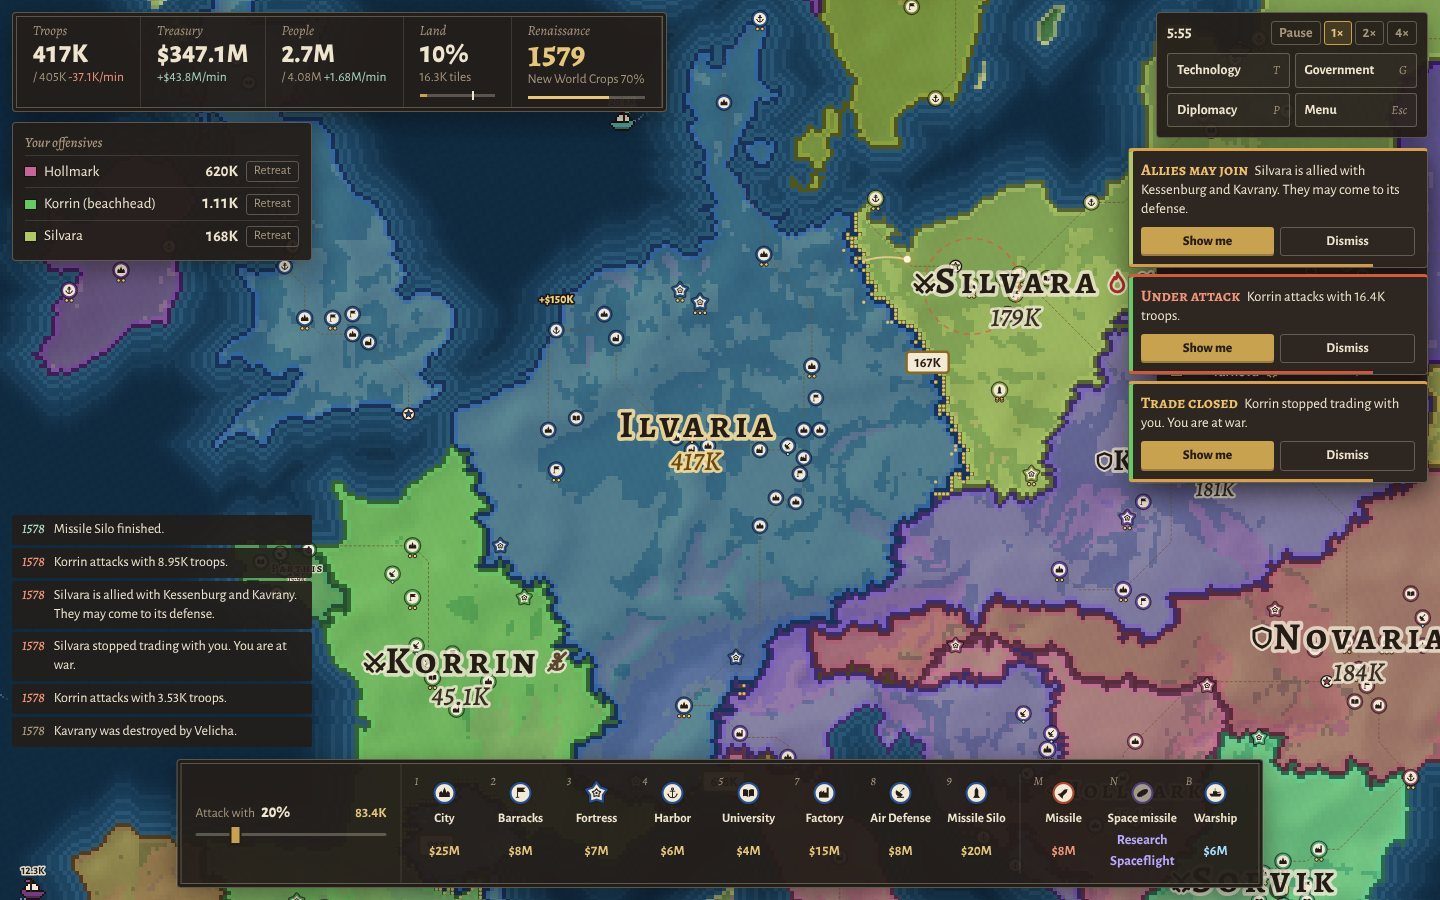 Troops
417K
/ 405K -37.1K/min
Treasury
$347.1M
+$43.8M/min
People
2.7M
/ 4.08M +1.68M/min
Land
10%
16.3K tiles
Renaissance
1579
New World Crops 70%
5:55
Pause
1×
2×
4×
Technology T
Government G
Diplomacy P
Menu Esc
Your offensives
Hollmark 620K Retreat
Korrin (beachhead) 1.11K Retreat
Silvara 168K Retreat
ALLIES MAY JOIN Silvara is allied with
Kessenburg and Kavrany. They may come to its
defense.
Show me
Dismiss
UNDER ATTACK Korrin attacks with 16.4K
troops.
Show me
Dismiss
TRADE CLOSED Korrin stopped trading with
you. You are at war.
Show me
Dismiss
SILVARA
179K
+$150K
167K
ILVARIA
417K
181K
1578 Missile Silo finished.
1578 Korrin attacks with 8.95K troops.
1578 Silvara is allied with Kessenburg and Kavrany.
They may come to its defense.
1578 Silvara stopped trading with you. You are at
war.
1578 Korrin attacks with 3.53K troops.
1578 Kavrany was destroyed by Velicha.
KORRIN
45.1K
NOVARIA
184K
Attack with 20% 83.4K
1
City
$25M
2
Barracks
$8M
3
Fortress
$7M
4
Harbor
$6M
5
University
$4M
7
Factory
$15M
8
Air Defense
$8M
9
Missile Silo
$20M
M
Missile
$8M
N
Space missile
Research
Spaceflight
B
Warship
$6M
SORVIK
12.3K